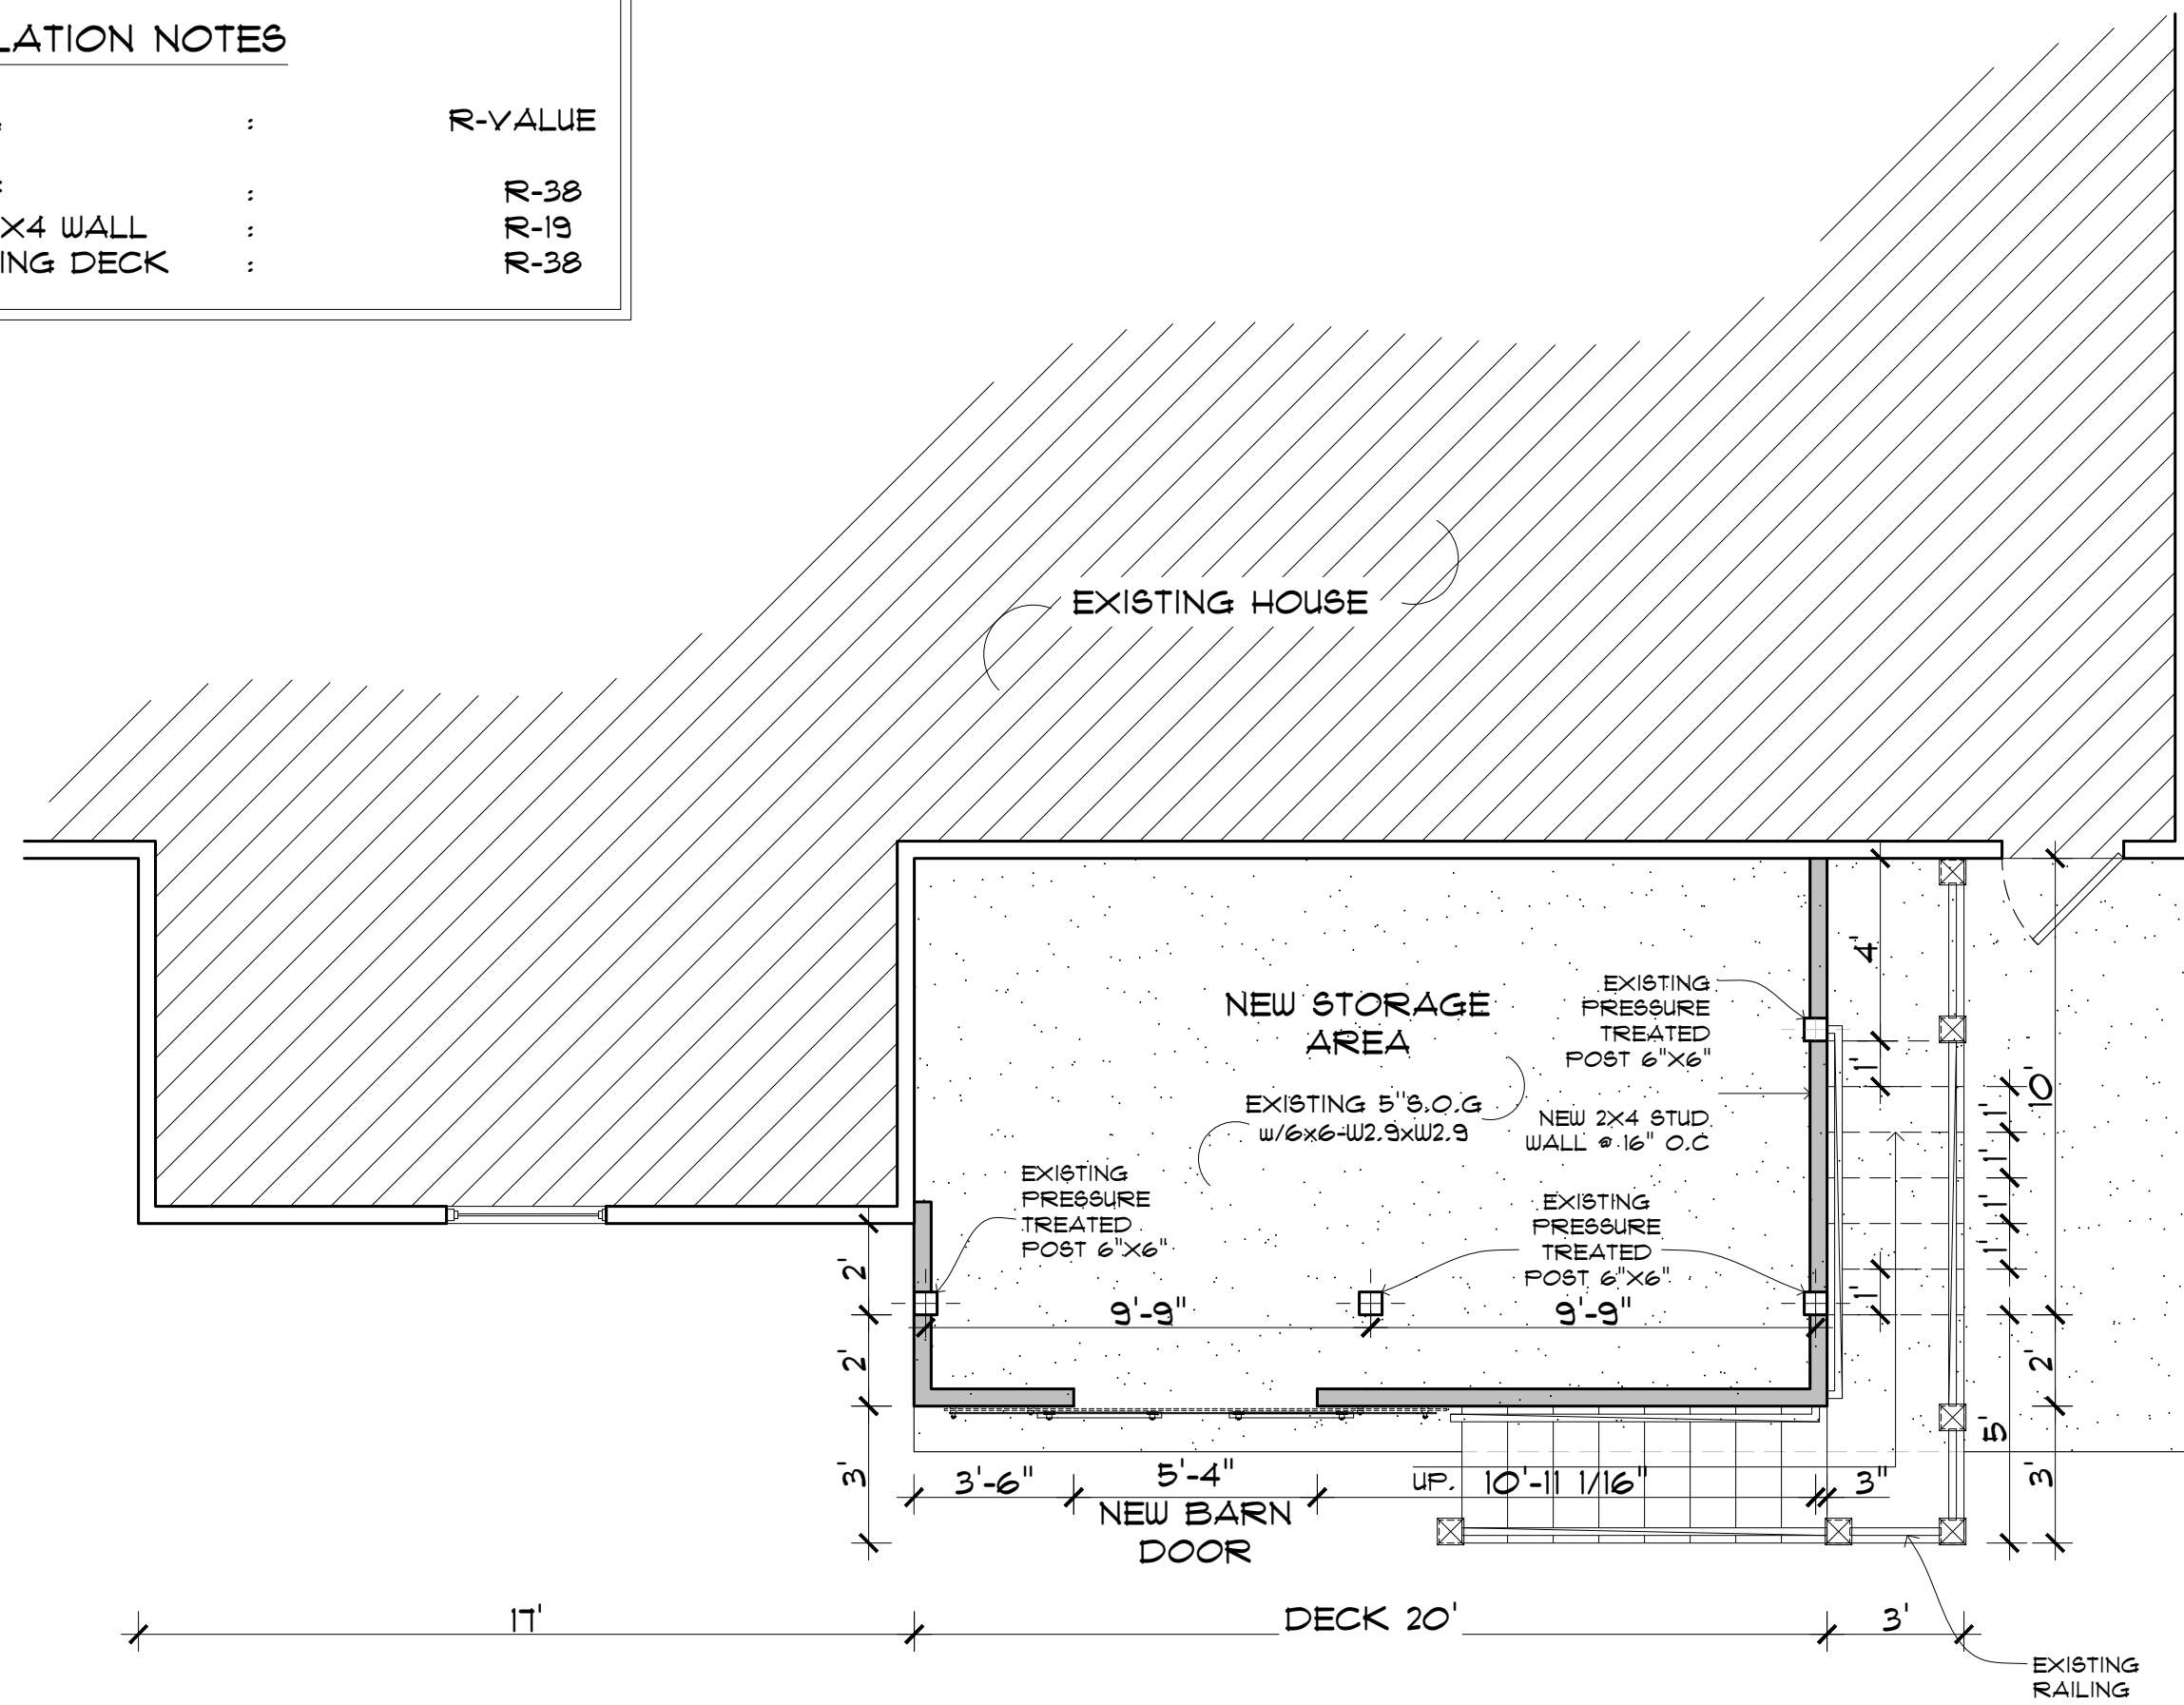 LATION NOTES
: R-VALUE
: R-38
X4 WALL : R-19
ING DECK : R-38
EXISTING HOUSE
NEW STORAGE
AREA
EXISTING 5"S.O.G
w/6x6-W2.9xW2.9
EXISTING
PRESSURE
TREATED
POST 6"X6"
NEW 2X4 STUD
WALL @ 16" O.C
EXISTING
PRESSURE
TREATED
POST 6"X6"
EXISTING
PRESSURE
TREATED
POST 6"X6"
9'-9"
9'-9"
4'
1'
1'
1'
1'
1'
10'
2'
3'
5'
2'
2'
3'
3'-6"
5'-4"
UP.
10'-11 1/16"
3"
NEW BARN
DOOR
17'
DECK 20'
3'
EXISTING
RAILING